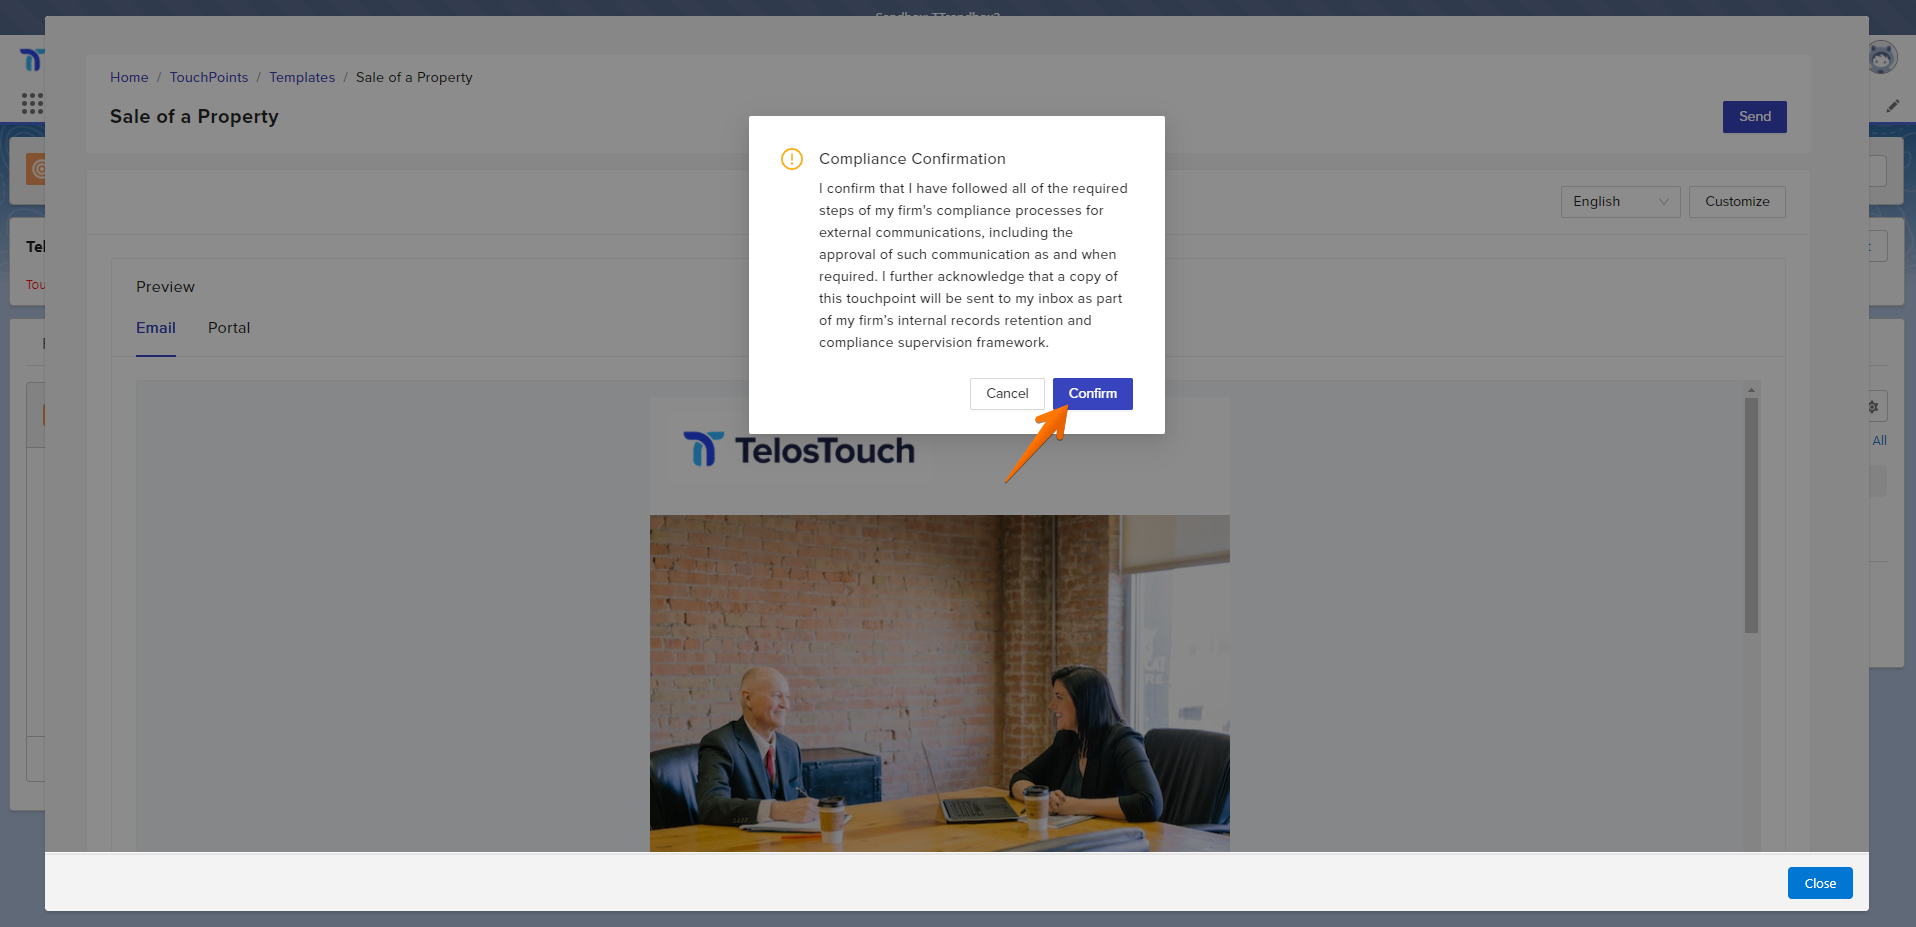 Home / TouchPoints / Templates / Sale of a Property
Sale of a Property
Send
Compliance Confirmation
I confirm that I have followed all of the required
steps of my firm's compliance processes for
external communications, including the
approval of such communication as and when
required. I further acknowledge that a copy of
this touchpoint will be sent to my inbox as part
of my firm's internal records retention and
compliance supervision framework.
Cancel
Confirm
English
Customize
Preview
Email
Portal
TelosTouch
All
Close